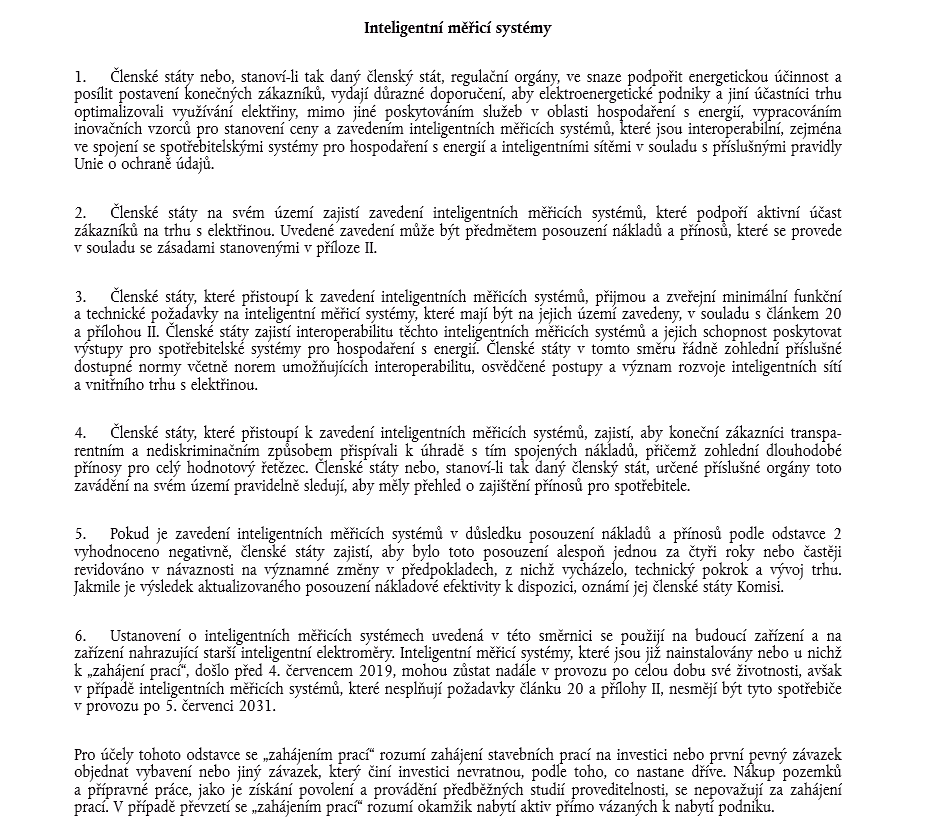 Inteligentní měřicí systémy
1. Členské státy nebo, stanoví-li tak daný členský stát, regulační orgány, ve snaze podpořit energetickou účinnost a
posílit postavení konečných zákazníků, vydají důrazné doporučení, aby elektroenergetické podniky a jiní účastníci trhu
optimalizovali využívání elektřiny, mimo jiné poskytováním služeb v oblasti hospodaření s energií, vypracováním
inovačních vzorců pro stanovení ceny a zavedením inteligentních měřicích systémů, které jsou interoperabilní, zejména
ve spojení se spotřebitelskými systémy pro hospodaření s energií a inteligentními sítěmi v souladu s příslušnými pravidly
Unie o ochraně údajů.
2. Členské státy na svém území zajistí zavedení inteligentních měřicích systémů, které podpoří aktivní účast
zákazníků na trhu s elektřinou. Uvedené zavedení může být předmětem posouzení nákladů a přínosů, které se provede
v souladu se zásadami stanovenými v příloze II.
3. Členské státy, které přistoupí k zavedení inteligentních měřicích systémů, přijmou a zveřejní minimální funkční
a technické požadavky na inteligentní měřicí systémy, které mají být na jejich území zavedeny, v souladu s článkem 20
a přílohou II. Členské státy zajistí interoperabilitu těchto inteligentních měřicích systémů a jejich schopnost poskytovat
výstupy pro spotřebitelské systémy pro hospodaření s energií. Členské státy v tomto směru řádně zohlední příslušné
dostupné normy včetně norem umožňujících interoperabilitu, osvědčené postupy a význam rozvoje inteligentních sítí
a vnitřního trhu s elektřinou.
4. Členské státy, které přistoupí k zavedení inteligentních měřicích systémů, zajistí, aby koneční zákazníci transpa-
rentním a nediskriminačním způsobem přispívali k úhradě s tím spojených nákladů, přičemž zohlední dlouhodobé
přínosy pro celý hodnotový řetězec. Členské státy nebo, stanoví-li tak daný členský stát, určené příslušné orgány toto
zavádění na svém území pravidelně sledují, aby měly přehled o zajištění přínosů pro spotřebitele.
5. Pokud je zavedení inteligentních měřicích systémů v důsledku posouzení nákladů a přínosů podle odstavce 2
vyhodnoceno negativně, členské státy zajistí, aby bylo toto posouzení alespoň jednou za čtyři roky nebo častěji
revidováno v návaznosti na významné změny v předpokladech, z nichž vycházelo, technický pokrok a vývoj trhu.
Jakmile je výsledek aktualizovaného posouzení nákladové efektivity k dispozici, oznámí jej členské státy Komisi.
6. Ustanovení o inteligentních měřicích systémech uvedená v této směrnici se použijí na budoucí zařízení a na
zařízení nahrazující starší inteligentní elektroměry. Inteligentní měřicí systémy, které jsou již nainstalovány nebo u nichž
k „zahájení prací“, došlo před 4. červencem 2019, mohou zůstat nadále v provozu po celou dobu své životnosti, avšak
v případě inteligentních měřicích systémů, které nesplňují požadavky článku 20 a přílohy II, nesmějí být tyto spotřebiče
v provozu po 5. červenci 2031.
Pro účely tohoto odstavce se „zahájením prací“ rozumí zahájení stavebních prací na investici nebo první pevný závazek
objednat vybavení nebo jiný závazek, který činí investici nevratnou, podle toho, co nastane dříve. Nákup pozemků
a přípravné práce, jako je získání povolení a provádění předběžných studií proveditelnosti, se nepovažují za zahájení
prací. V případě převzetí se „zahájením prací“ rozumí okamžik nabytí aktiv přímo vázaných k nabytí podniku.